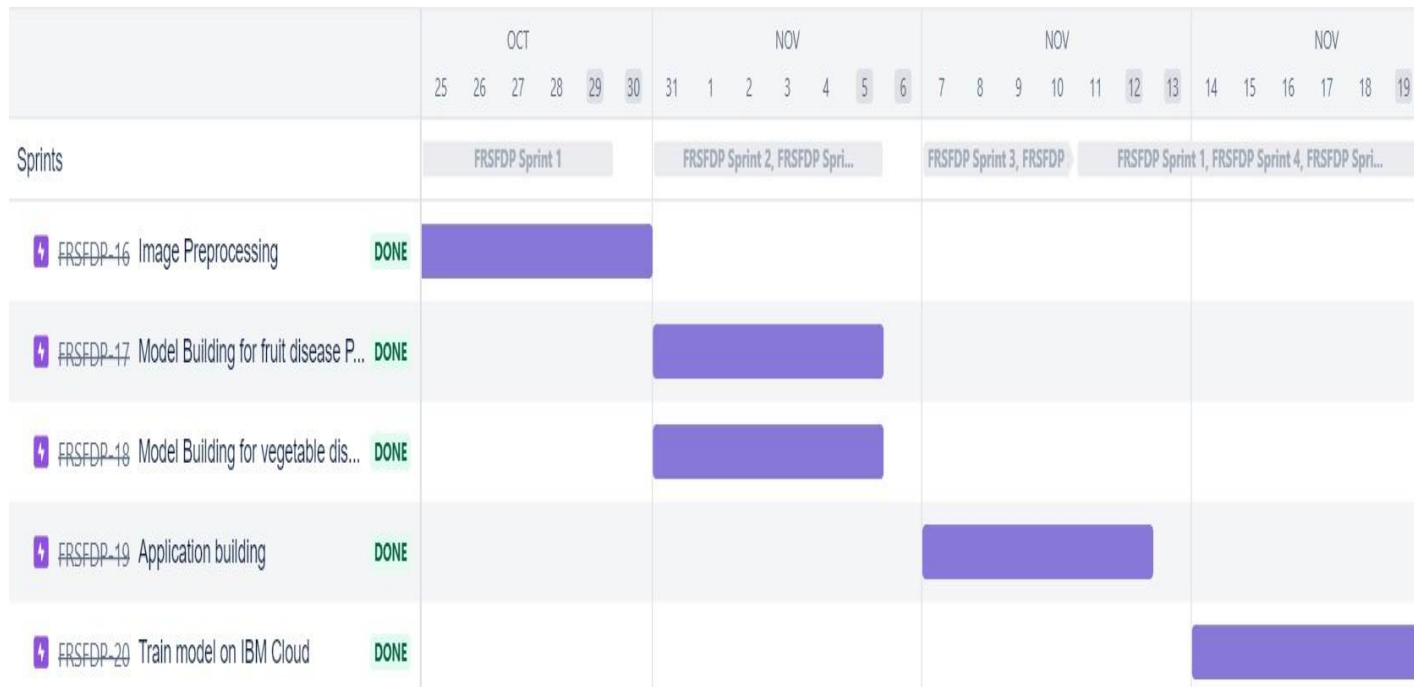 OCT NOV NOV NOV
25 26 27 28 29 30 31 1 2 3 4 5 6 7 8 9 10 11 12 13 14 15 16 17 18 19
Sprints FRSFDP Sprint 1 FRSFDP Sprint 2, FRSFDP Spri... FRSFDP Sprint 3, FRSFDP FRSFDP Sprint 1, FRSFDP Sprint 4, FRSFDP Spri...
FRSFDP-16 Image Preprocessing DONE
FRSFDP-17 Model Building for fruit disease P... DONE
FRSFDP-18 Model Building for vegetable dis... DONE
FRSFDP-19 Application building DONE
FRSFDP-20 Train model on IBM Cloud DONE